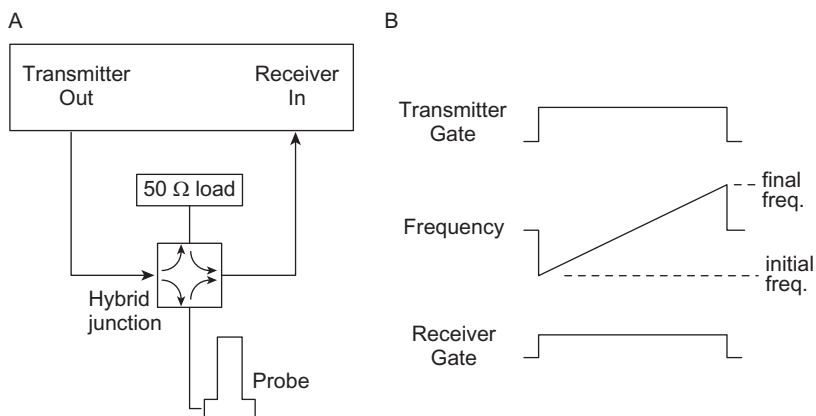 A
Transmitter
Out
Receiver
In
50 Ω load
Hybrid
junction
Probe
B
Transmitter
Gate
Frequency
final
freq.
initial
freq.
Receiver
Gate